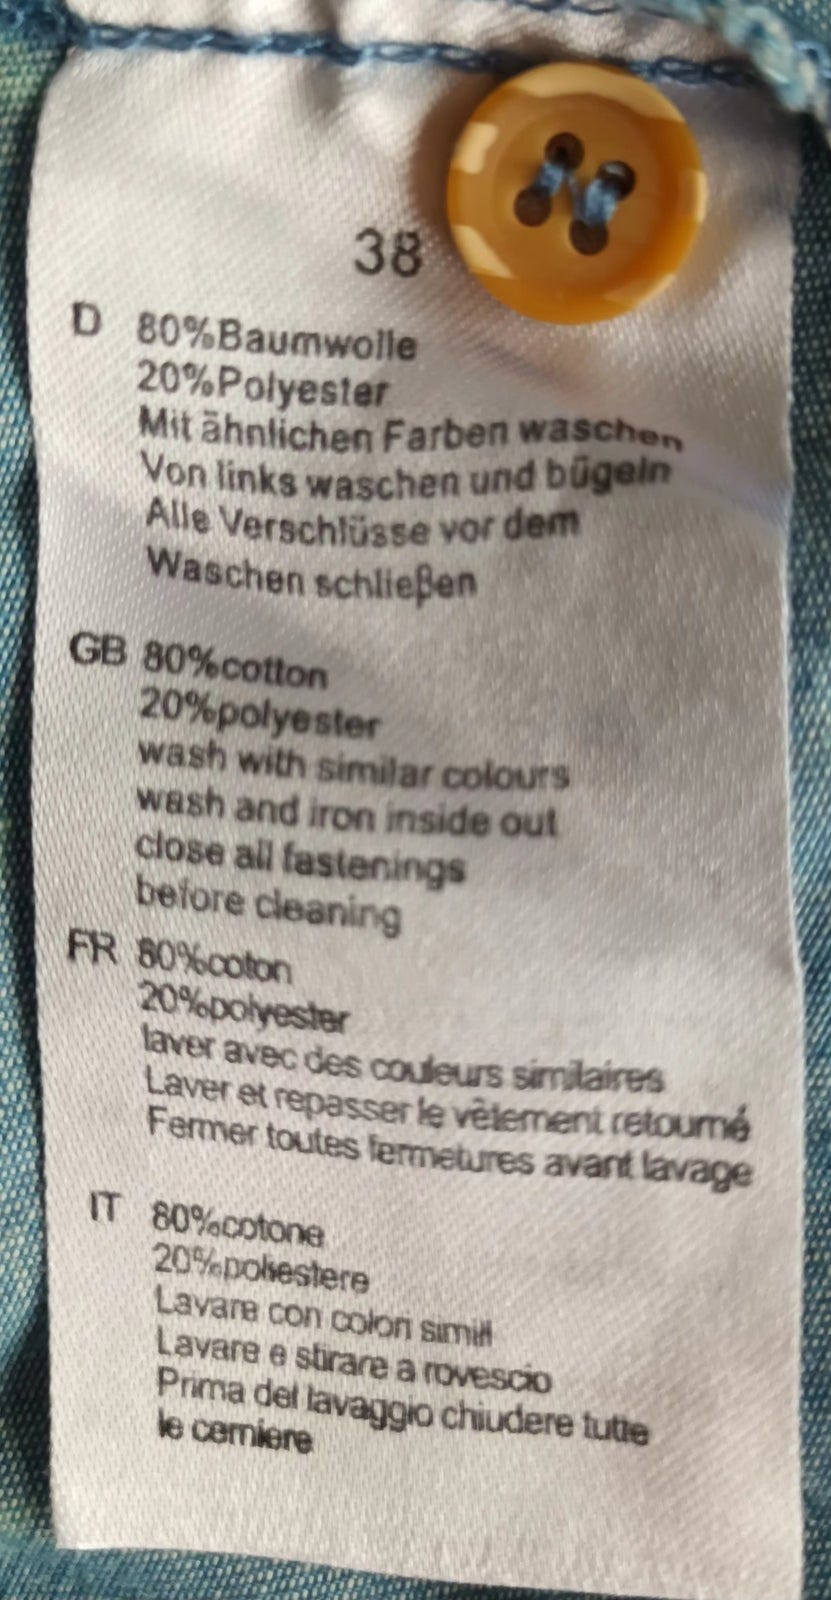 38
D 80%Baumwolle
20%Polyester
Mit ähnlichen Farben waschen
Von links waschen und bügeln
Alle Verschlüsse vor dem
Waschen schließen
GB 80%cotton
20%polyester
wash with similar colours
wash and iron inside out
close all fastenings
before cleaning
FR 80%coton
20%polyester
laver avec des couleurs similaires
Laver et repasser le vêtement retourné
Fermer toutes fermetures avant lavage
IT 80%cotone
20%poliestere
Lavare con colori simili
Lavare e stirare a rovescio
Prima del lavaggio chiudere tutte
le cerniere